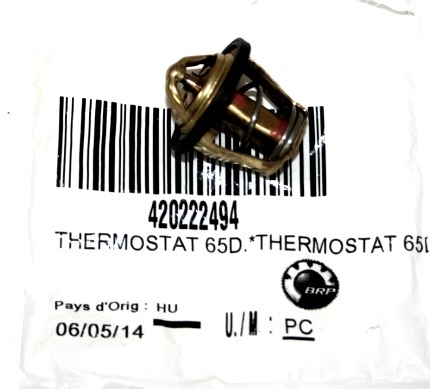 420222494
THERMOSTAT 65D.*THERMOSTAT 65D
BRP
Pays d'Orig : HU
06/05/14 U./M : PC